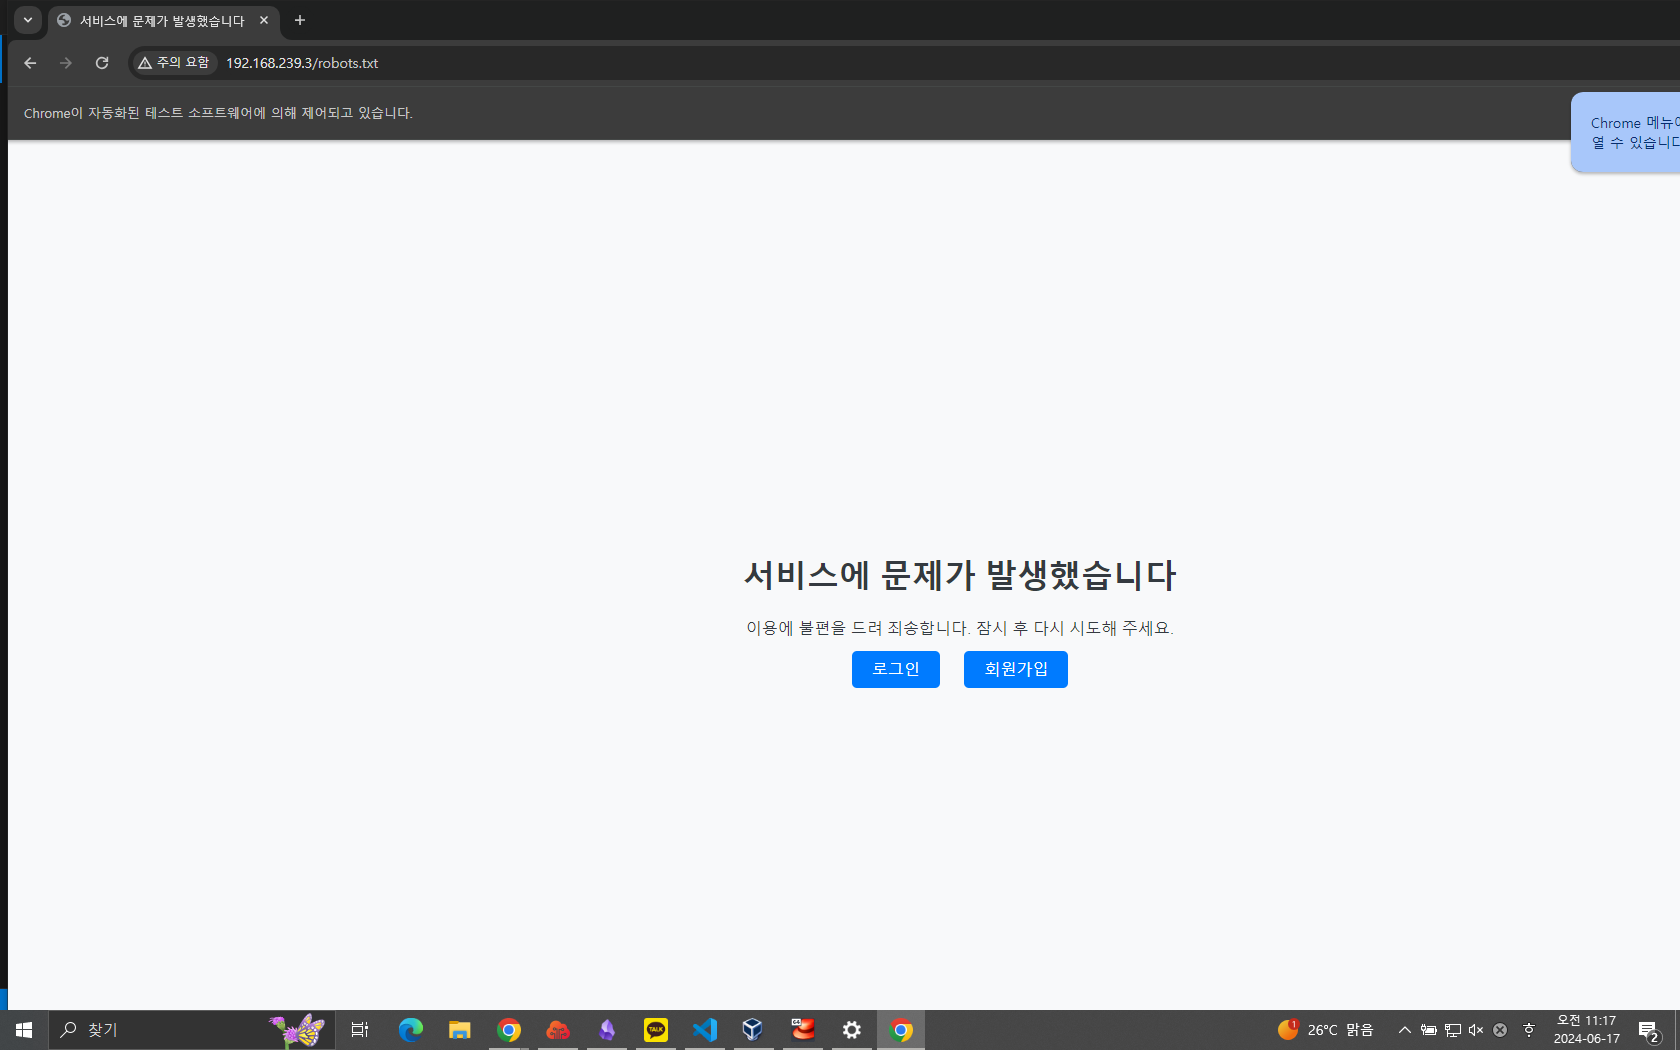 서비스에 문제가 발생했습니다
주의 요함
192.168.239.3/robots.txt
Chrome이 자동화된 테스트 소프트웨어에 의해 제어되고 있습니다.
Chrome 메뉴에
열 수 있습니다
서비스에 문제가 발생했습니다
이용에 불편을 드려 죄송합니다. 잠시 후 다시 시도해 주세요.
로그인
회원가입
찾기
TALK
64
1
26°C 맑음
오전 11:17
2024-06-17
2